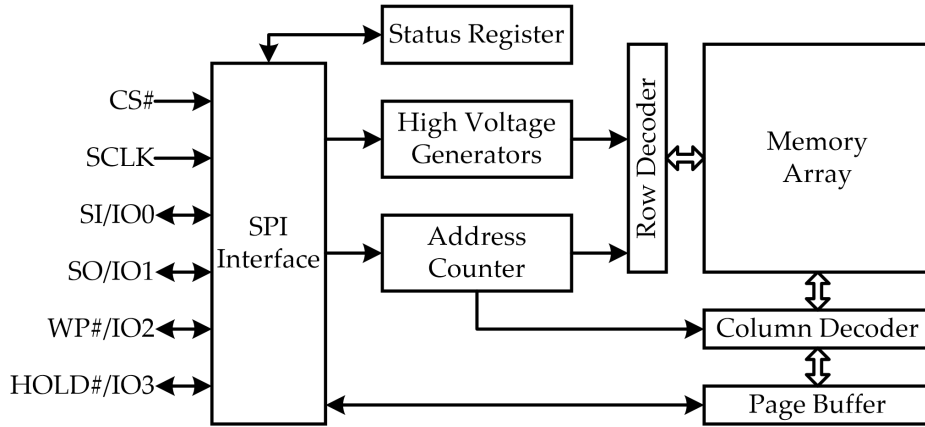 Status Register
CS#
SCLK
SI/IO0
SO/IO1
WP#/IO2
HOLD#/IO3
SPI
Interface
High Voltage
Generators
Address
Counter
Row Decoder
Memory
Array
Column Decoder
Page Buffer